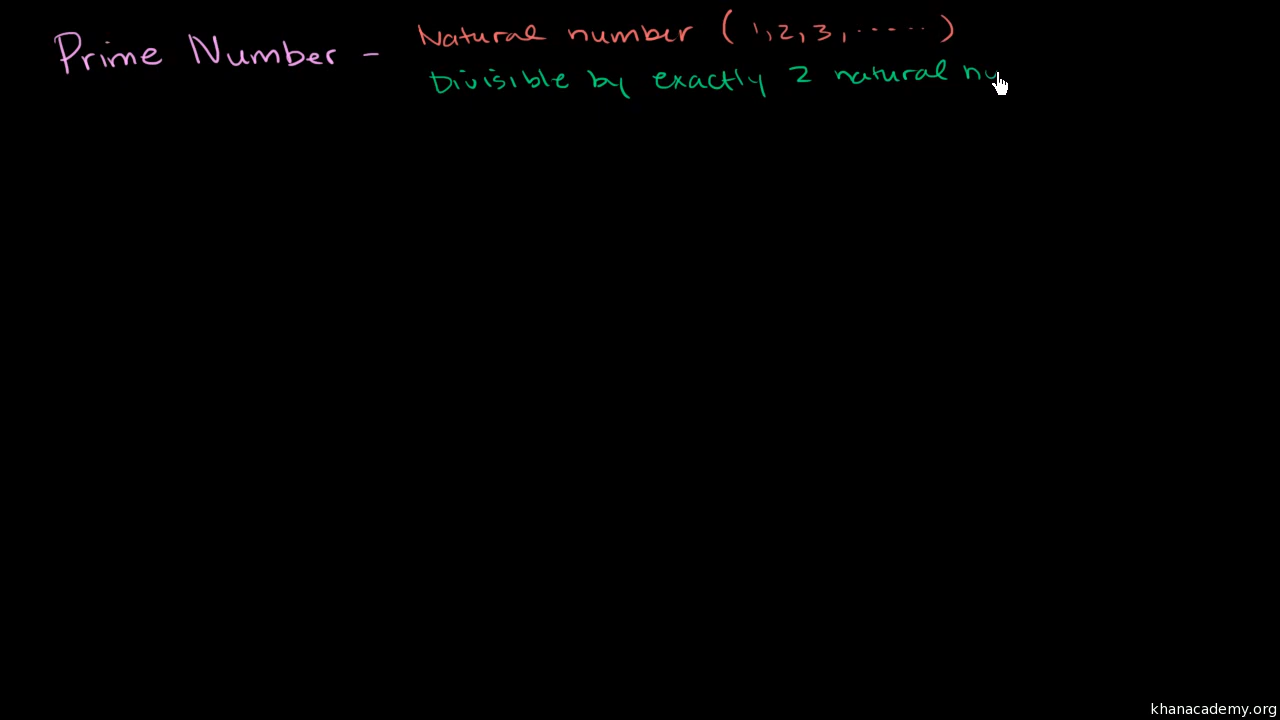 Prime Number - Natural number (1, 2, 3, ......)
Divisible by exactly 2 natural nu
khanacademy.org